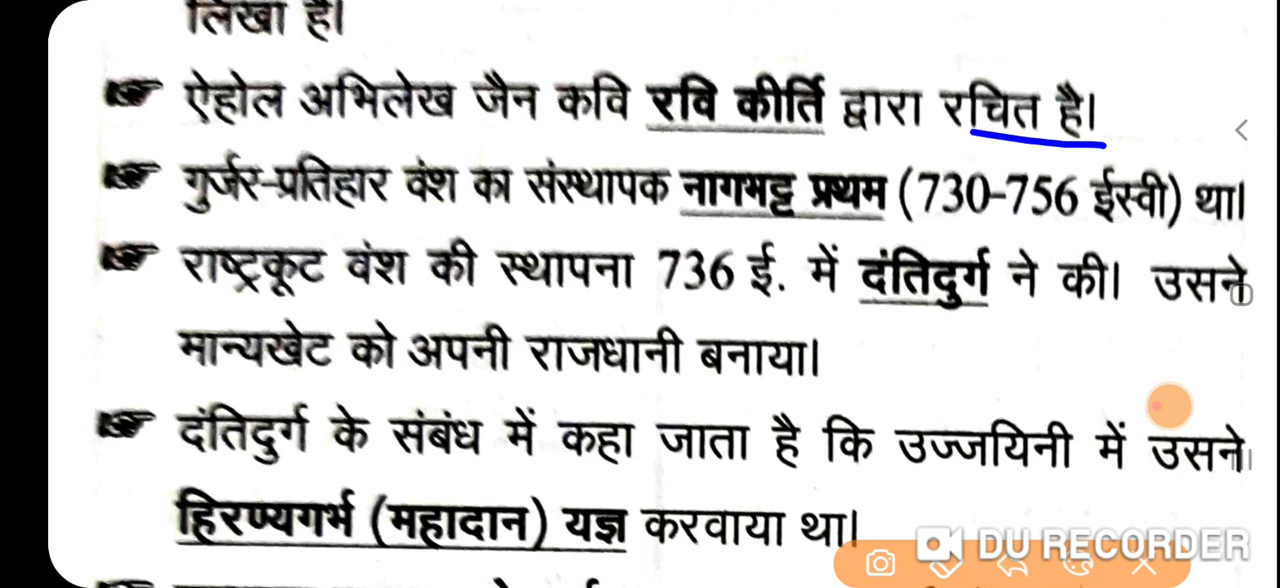 लिखा है।
ऐहोल अभिलेख जैन कवि रवि कीर्ति द्वारा रचित है।
गुर्जर-प्रतिहार वंश का संस्थापक नागभट्ट प्रथम (730-756 ईस्वी) था।
राष्ट्रकूट वंश की स्थापना 736 ई. में दंतिदुर्ग ने की। उसने
मान्यखेट को अपनी राजधानी बनाया।
दंतिदुर्ग के संबंध में कहा जाता है कि उज्जयिनी में उसने
हिरण्यगर्भ (महादान) यज्ञ करवाया था।
DU RECORDER